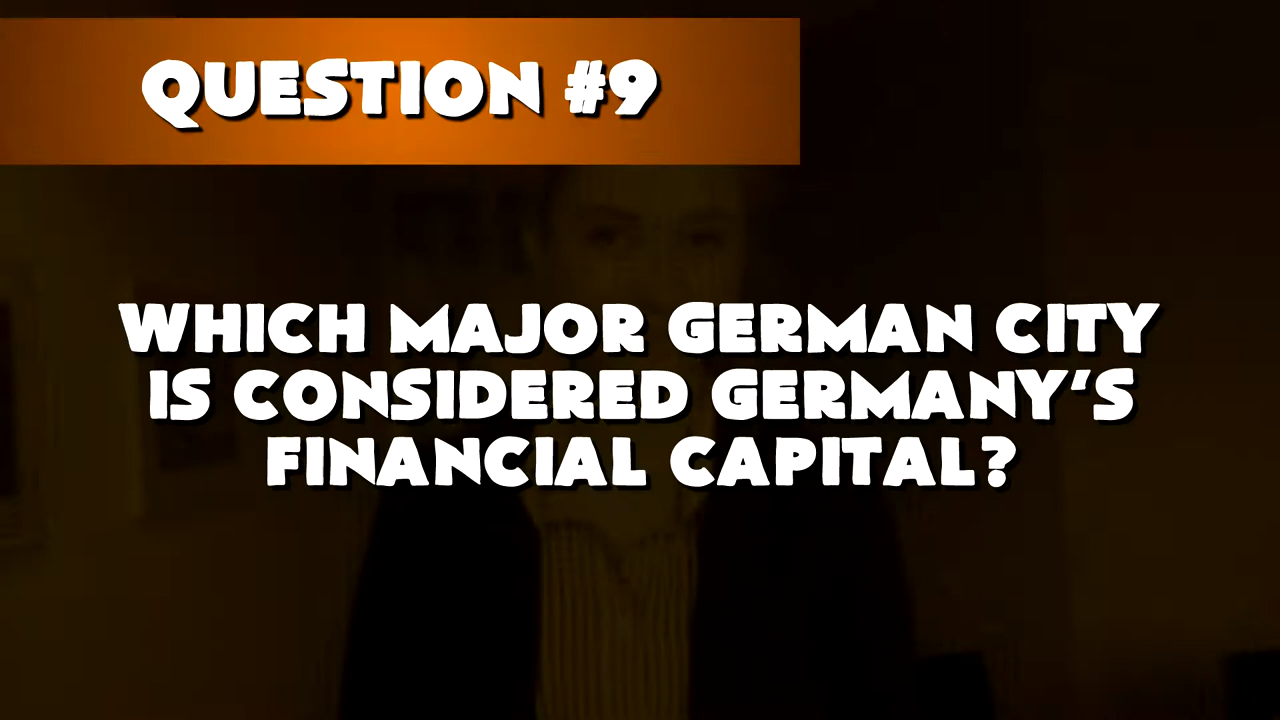 QUESTION #9
WHICH MAJOR GERMAN CITY
IS CONSIDERED GERMANY'S
FINANCIAL CAPITAL?